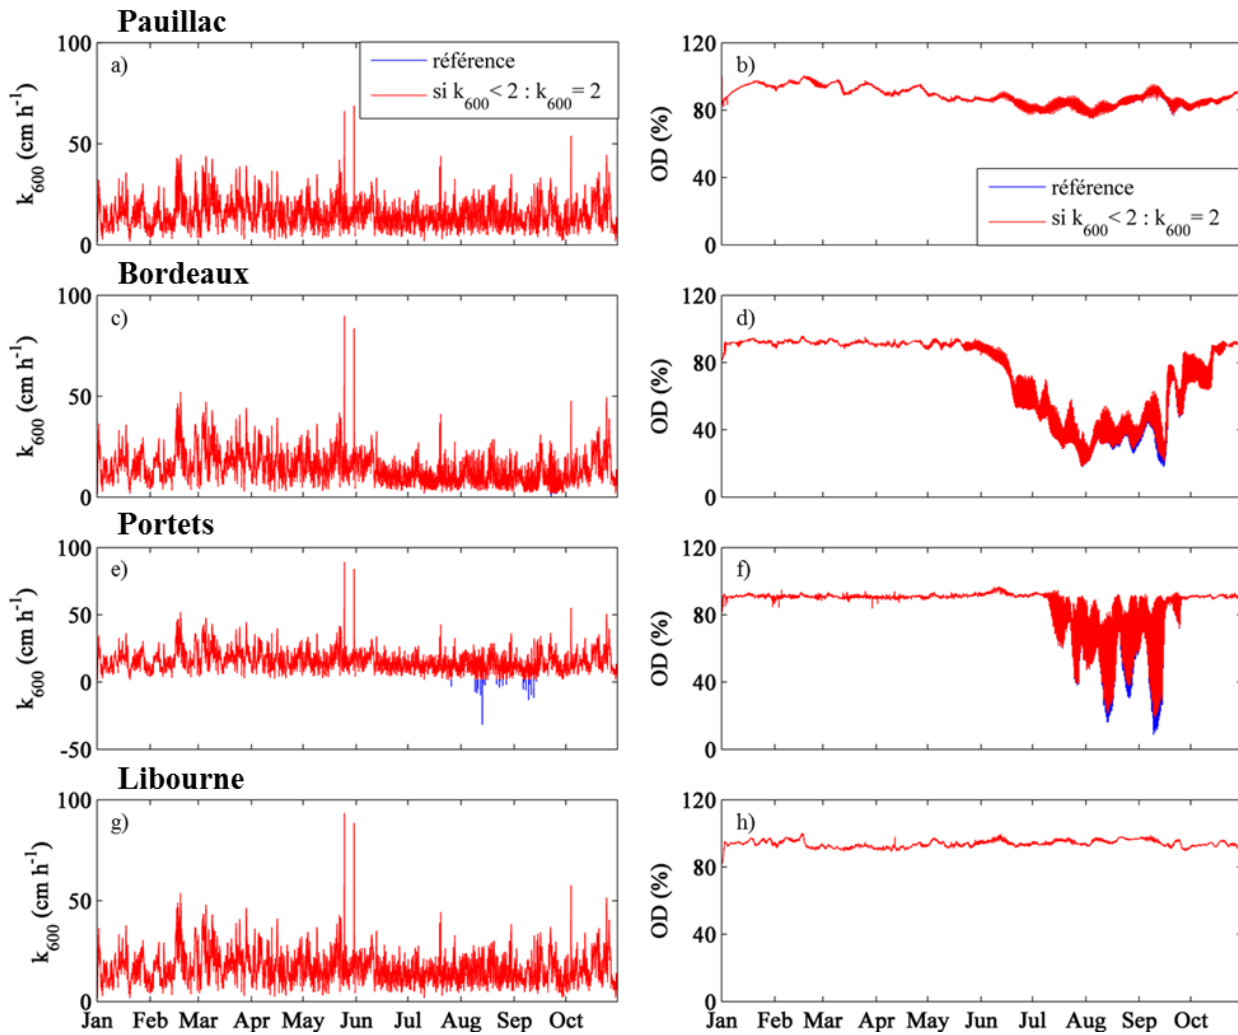 Pauillac
100
50
0
k600 (cm h-1)
a)
référence
si k600< 2 : k600= 2
120
80
40
0
OD (%)
b)
référence
si k600< 2 : k600= 2
Bordeaux
100
50
0
k600 (cm h-1)
c)
120
80
40
0
OD (%)
d)
Portets
100
50
0
-50
k600 (cm h-1)
e)
120
80
40
0
OD (%)
f)
Libourne
100
50
0
k600 (cm h-1)
g)
Jan Feb Mar Apr May Jun Jul Aug Sep Oct
120
80
40
0
OD (%)
h)
Jan Feb Mar Apr May Jun Jul Aug Sep Oct